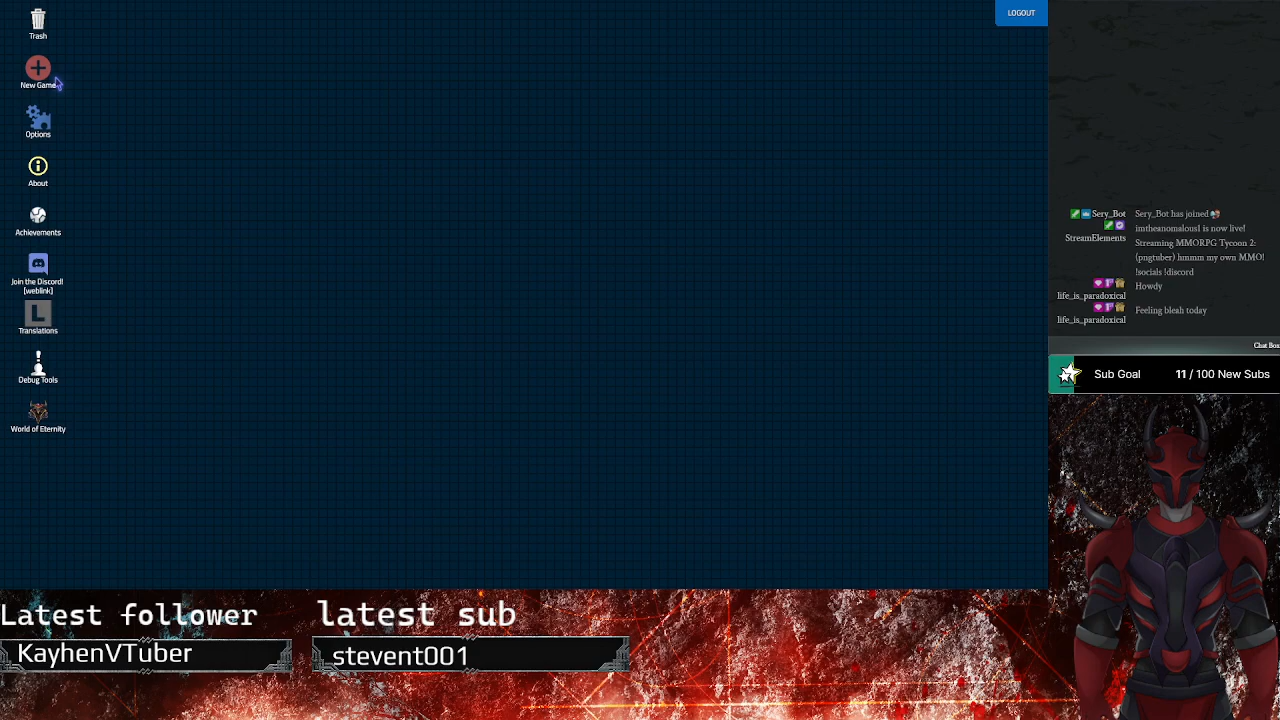 LOGOUT
Trash
New Game
Options
About
Achievements
Join the Discord!
[weblink]
Translations
Debug Tools
World of Eternity
Sery_Bot Sery_Bot has joined
StreamElements imtheanomalous1 is now live!
Streaming MMORPG Tycoon 2:
(pngtuber) hmmm my own MMO!
!socials !discord
life_is_paradoxical Howdy
life_is_paradoxical Feeling bleah today
Chat Box
Sub Goal 11 / 100 New Subs
Latest follower
KayhenVTuber
latest sub
stevent001